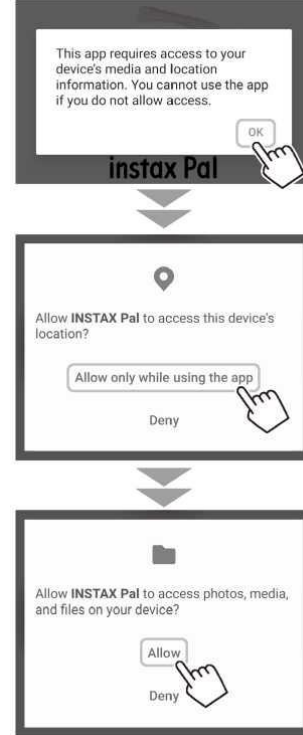 This app requires access to your
device's media and location
information. You cannot use the app
if you do not allow access.
OK
instax Pal
Allow INSTAX Pal to access this device's
location?
Allow only while using the app
Deny
Allow INSTAX Pal to access photos, media,
and files on your device?
Allow
Deny